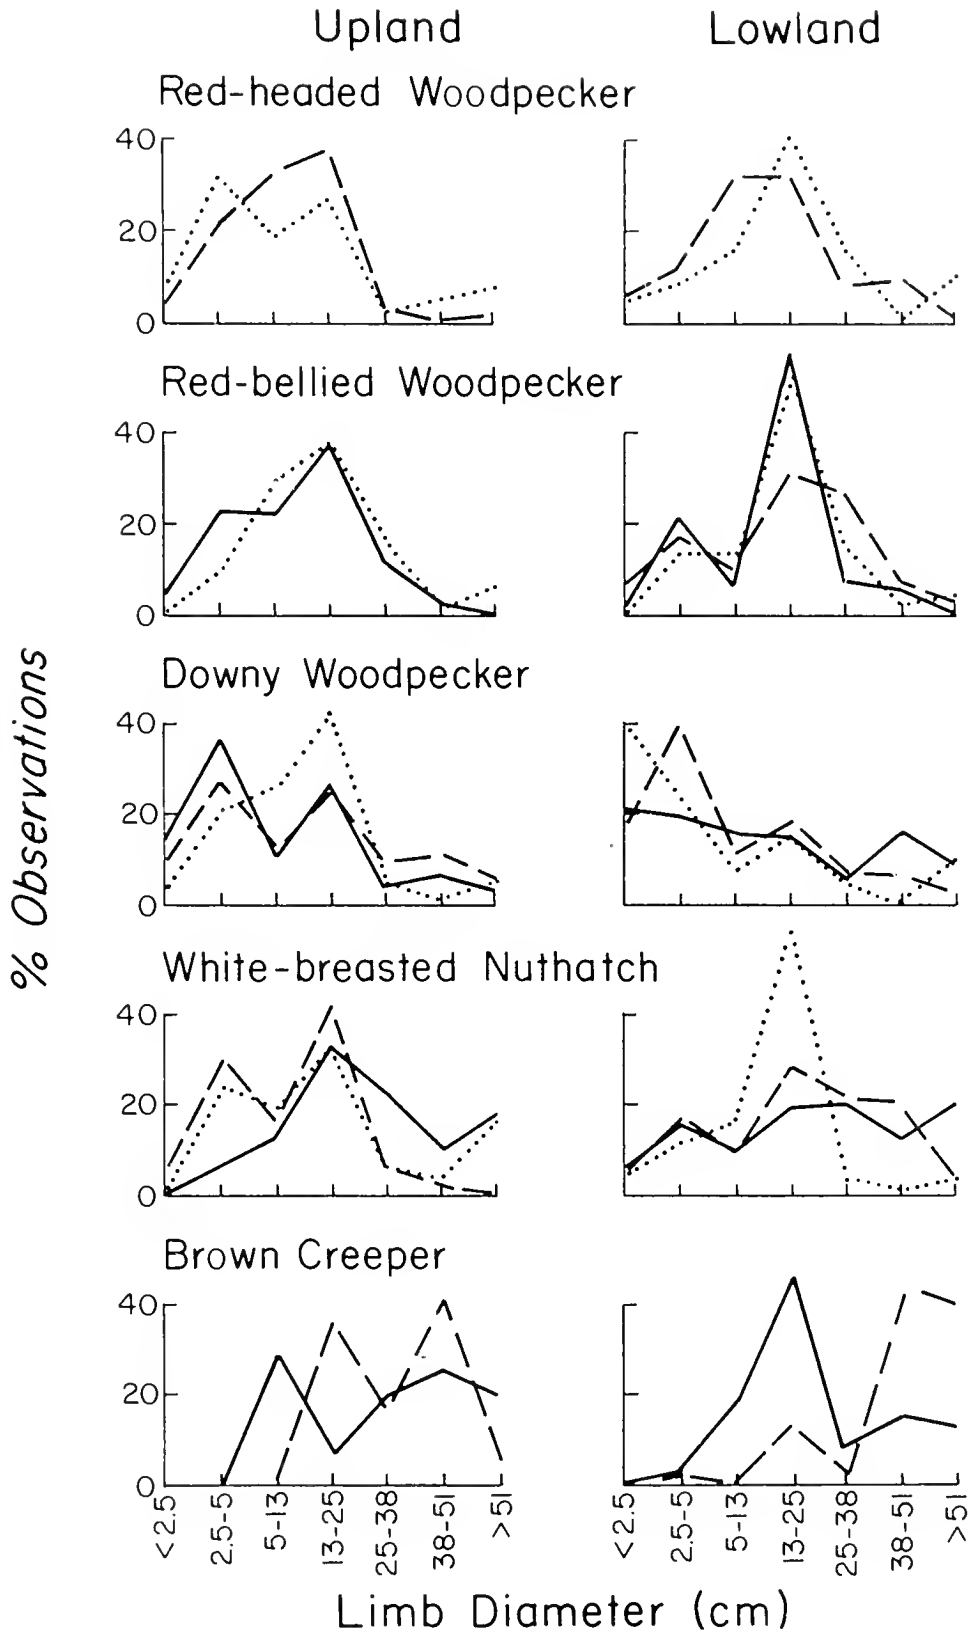 Upland Lowland
Red-headed Woodpecker
40
20
0
Red-bellied Woodpecker
40
20
0
Downy Woodpecker
40
20
0
White-breasted Nuthatch
40
20
0
Brown Creeper
40
20
0
% Observations
<2.5 2.5-5 5-13 13-25 25-38 38-51 >51
<2.5 2.5-5 5-13 13-25 25-38 38-51 >51
Limb Diameter (cm)